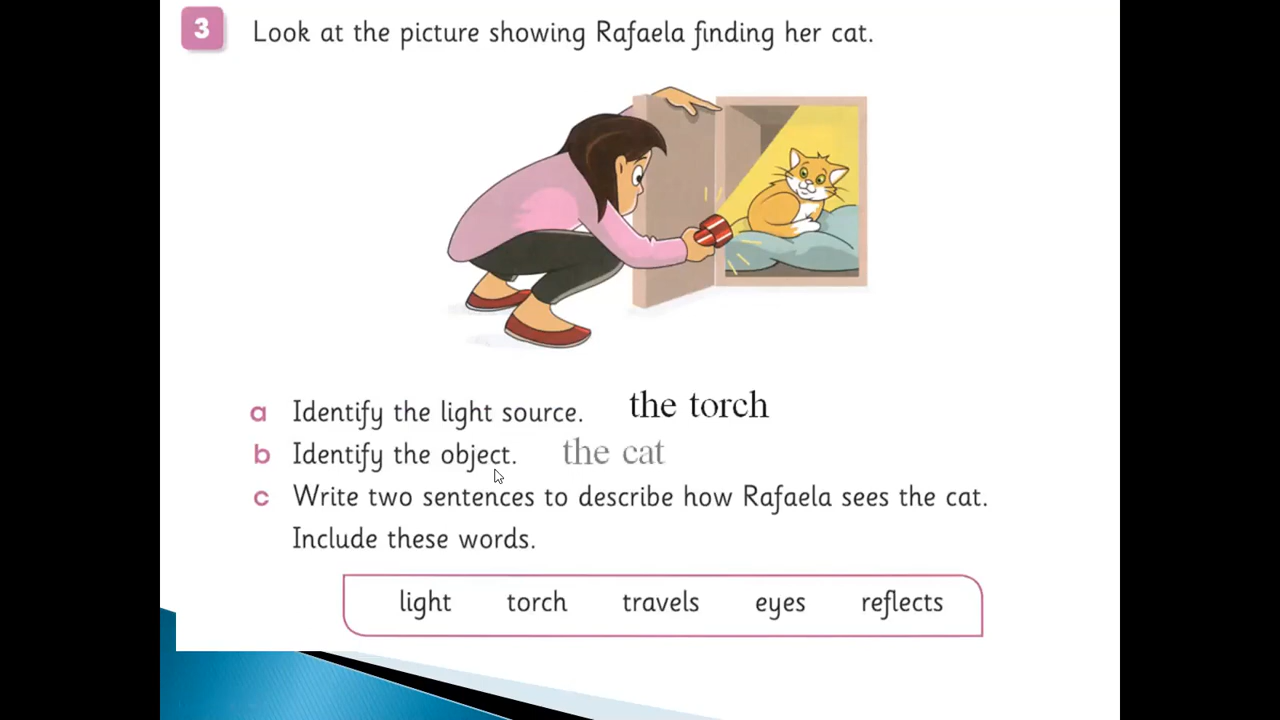 3 Look at the picture showing Rafaela finding her cat.
a Identify the light source. the torch
b Identify the object. the cat
c Write two sentences to describe how Rafaela sees the cat.
Include these words.
light torch travels eyes reflects